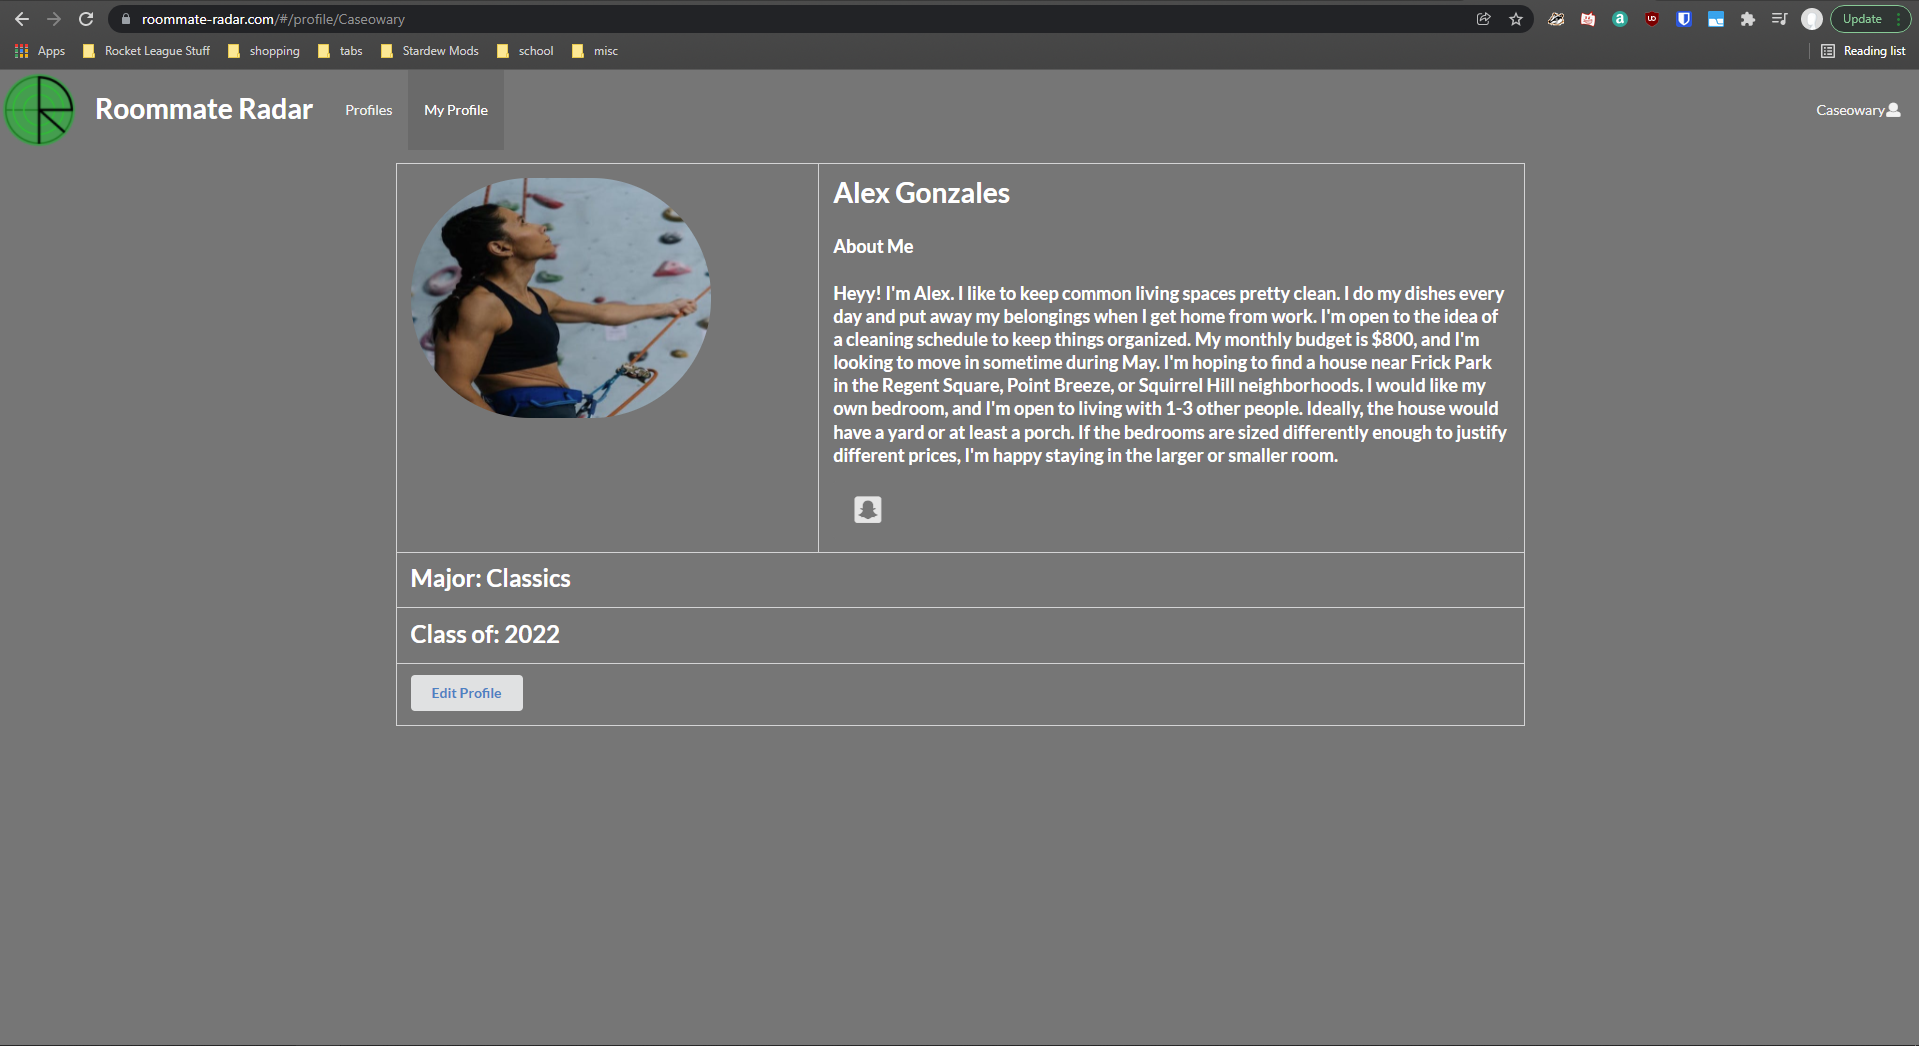 roommate-radar.com/#/profile/Caseowary
Update
Apps
Rocket League Stuff
shopping
tabs
Stardew Mods
school
misc
Reading list
Roommate Radar
Profiles
My Profile
Caseowary
Alex Gonzales
About Me
Heyy! I'm Alex. I like to keep common living spaces pretty clean. I do my dishes every
day and put away my belongings when I get home from work. I'm open to the idea of
a cleaning schedule to keep things organized. My monthly budget is $800, and I'm
looking to move in sometime during May. I'm hoping to find a house near Frick Park
in the Regent Square, Point Breeze, or Squirrel Hill neighborhoods. I would like my
own bedroom, and I'm open to living with 1-3 other people. Ideally, the house would
have a yard or at least a porch. If the bedrooms are sized differently enough to justify
different prices, I'm happy staying in the larger or smaller room.
Major: Classics
Class of: 2022
Edit Profile